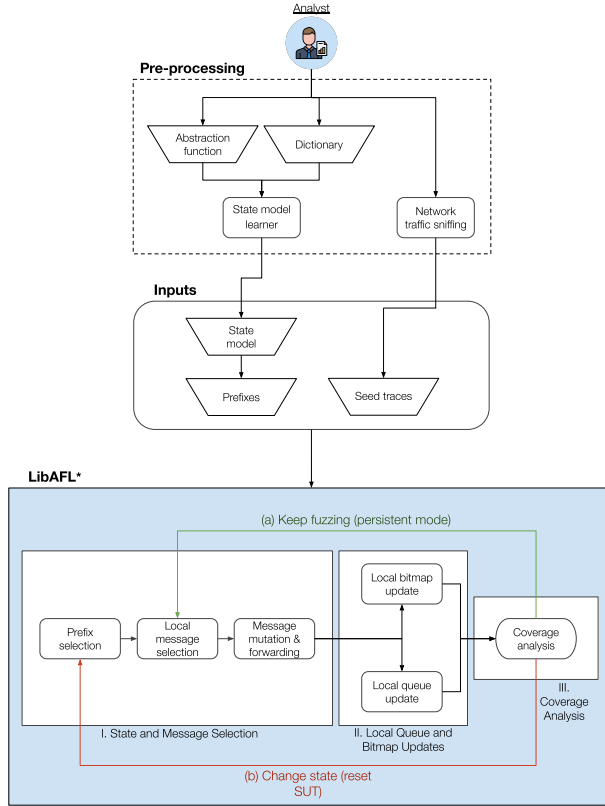 Analyst
Pre-processing
Abstraction
function
Dictionary
State model
learner
Network
traffic sniffing
Inputs
State
model
Prefixes
Seed traces
LibAFL*
(a) Keep fuzzing (persistent mode)
Prefix
selection
Local
message
selection
Message
mutation &
forwarding
Local bitmap
update
Local queue
update
Coverage
analysis
I. State and Message Selection
II. Local Queue and
Bitmap Updates
III.
Coverage
Analysis
(b) Change state (reset
SUT)